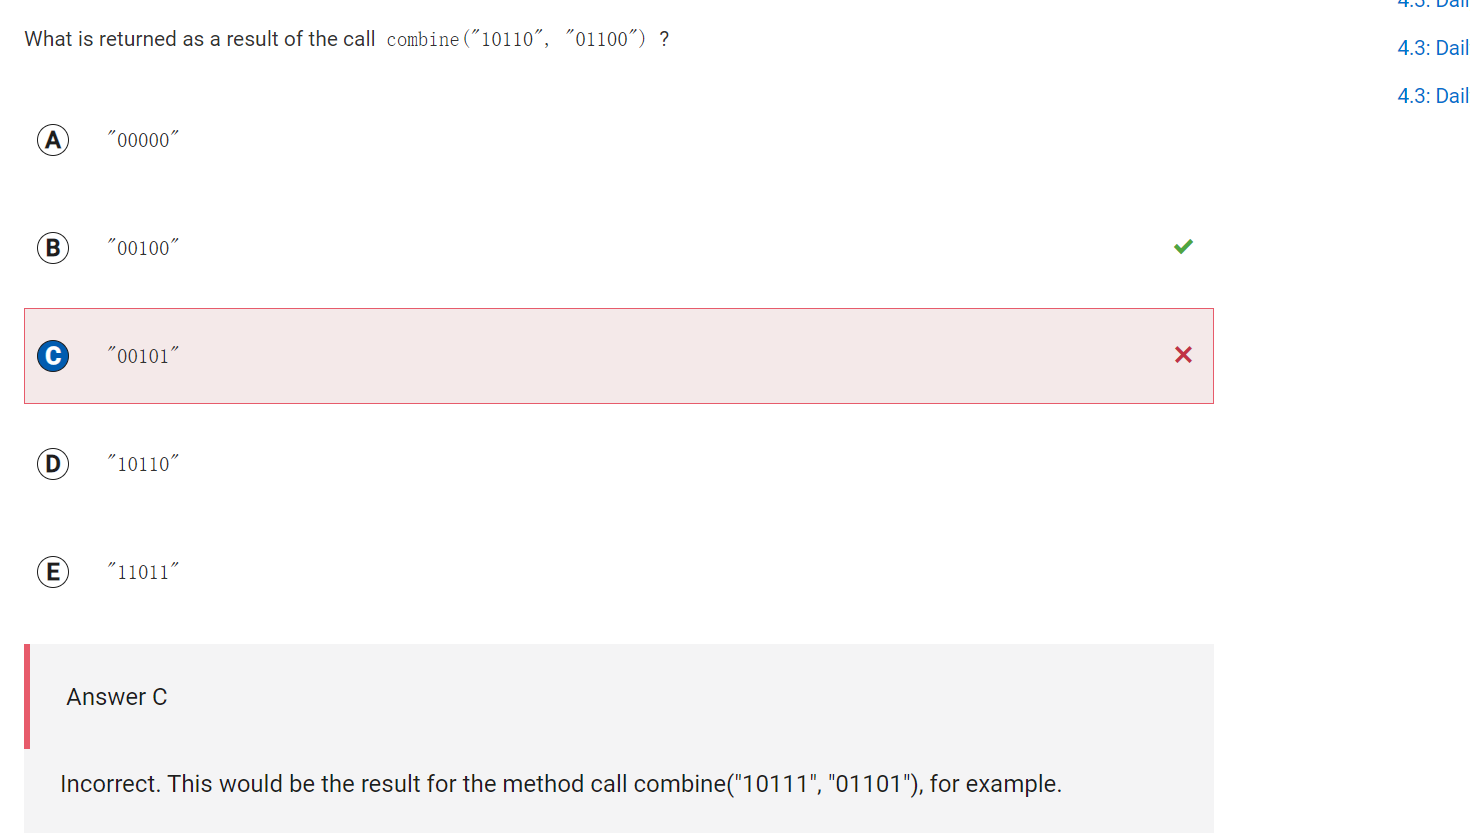 4.3: Dail
What is returned as a result of the call combine("10110", "01100") ?
4.3: Dail
4.3: Dail
A "00000"
B "00100"
C "00101"
D "10110"
E "11011"
Answer C
Incorrect. This would be the result for the method call combine("10111", "01101"), for example.